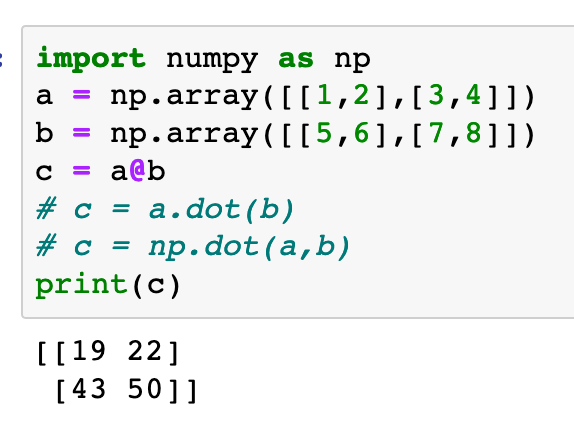 import numpy as np
a = np.array([[1,2],[3,4]])
b = np.array([[5,6],[7,8]])
c = a@b
# c = a.dot(b)
# c = np.dot(a,b)
print(c)
[[19 22]
 [43 50]]